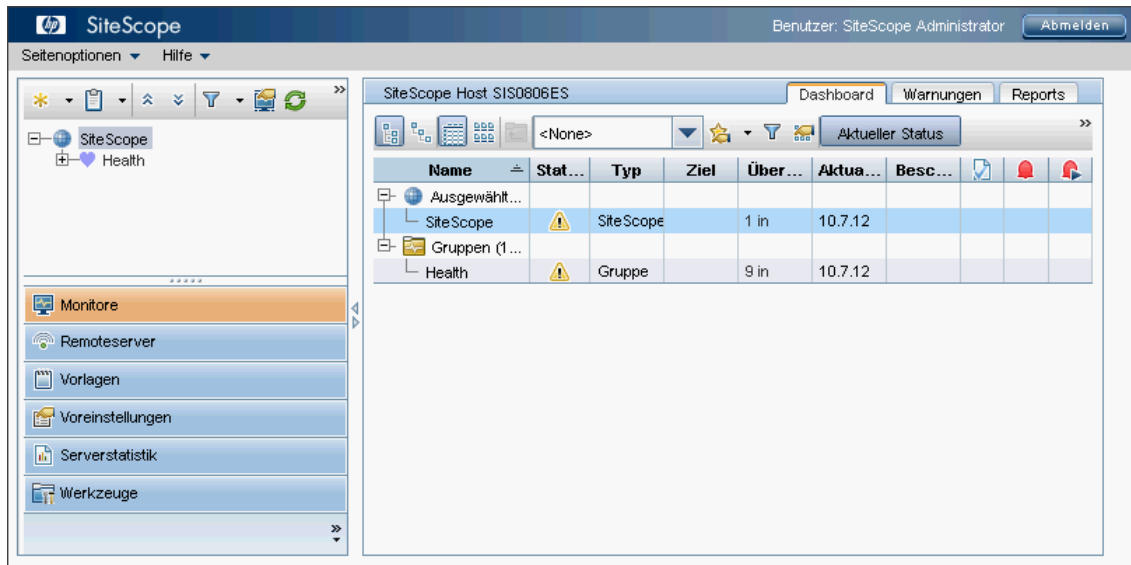 hp SiteScope Benutzer: SiteScope Administrator Abmelden
Seitenoptionen Hilfe
SiteScope
Health
Monitore
Remoteserver
Vorlagen
Voreinstellungen
Serverstatistik
Werkzeuge
SiteScope Host SIS0806ES Dashboard Warnungen Reports
<None> Aktueller Status
Name Stat... Typ Ziel Über... Aktua... Besc...
Ausgewählt...
SiteScope SiteScope 1 in 10.7.12
Gruppen (1...
Health Gruppe 9 in 10.7.12